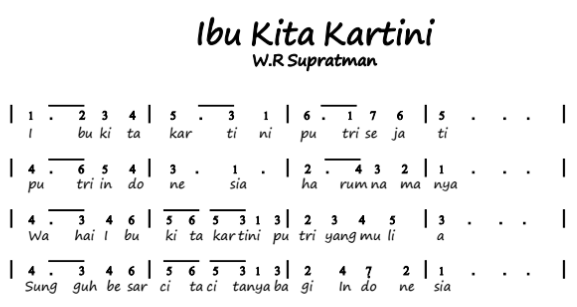 Ibu Kita Kartini
W.R Supratman
| 1 . 2 3 4 | 5 . 3 1 | 6 . 1 7 6 | 5 . . . |
I bu ki ta kar ti ni pu tri se ja ti
| 4 . 6 5 4 | 3 . 1 . | 2 . 4 3 2 | 1 . . . |
pu tri in do ne sia ha rum na ma nya
| 4 . 3 4 6 | 5 6 5 3 1 3 | 2 3 4 5 | 3 . . . |
Wa hai I bu ki ta kartini pu tri yang mu li a
| 4 . 3 4 6 | 5 6 5 3 1 3 | 2 4 7̣ 2 | 1 . . . |
Sung guh be sar ci ta ci tanya ba gi In do ne sia